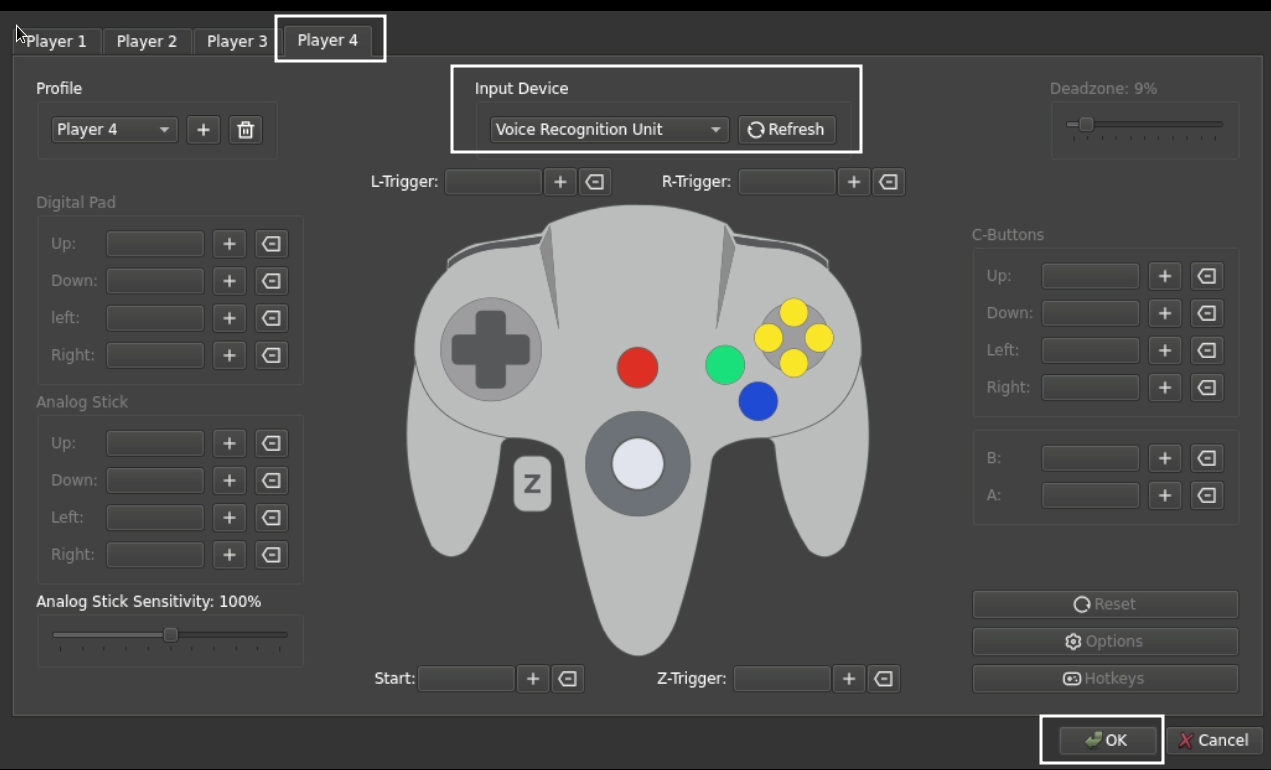 Player 1 Player 2 Player 3 Player 4
Profile
Input Device
Deadzone: 9%
Player 4
Voice Recognition Unit
Refresh
L-Trigger:
R-Trigger:
Digital Pad
Up:
Down:
left:
Right:
Analog Stick
Up:
Down:
Left:
Right:
Analog Stick Sensitivity: 100%
Z
Start:
Z-Trigger:
C-Buttons
Up:
Down:
Left:
Right:
B:
A:
Reset
Options
Hotkeys
OK
Cancel